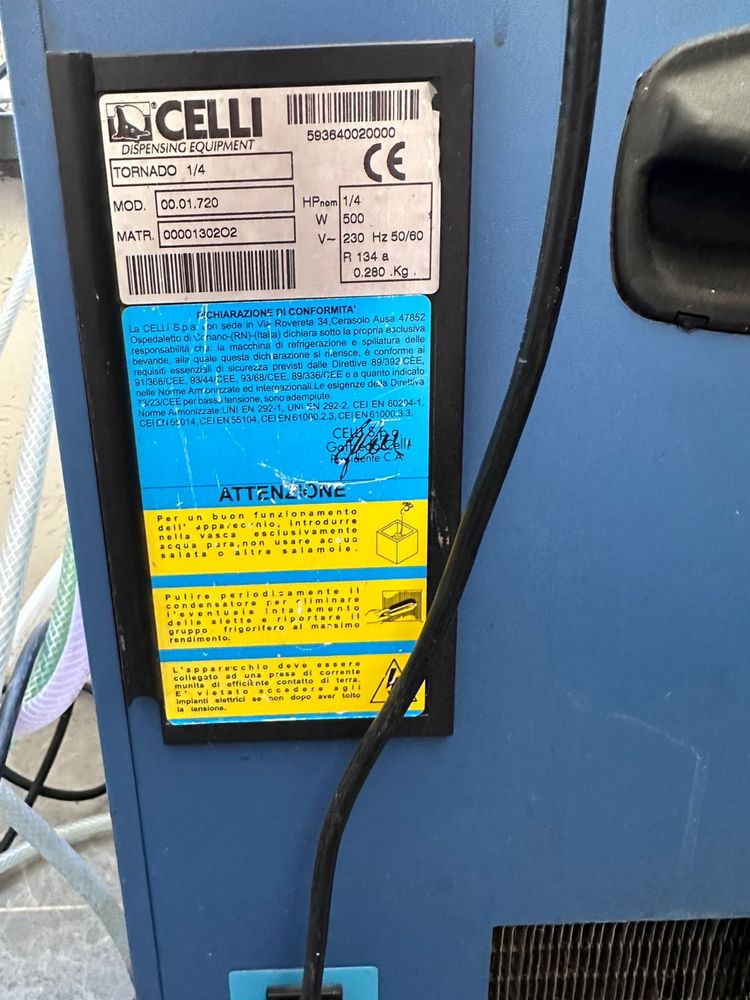 CELLI
593640020000
DISPENSING EQUIPMENT
CE
TORNADO 1/4
MOD. 00.01.720
MATR. 0000130202
HPnom 1/4
W 500
V~ 230 Hz 50/60
R 134 a
0.280 .Kg.
DICHIARAZIONE DI CONFORMITA'
La CELLI S.p.a. con sede in Via Rovereta 34,Cerasolo Ausa 47852
Ospedaletto di Coriano-(RN)-(Italia) dichiara sotto la propria esclusiva
responsabilità che: la macchina di refrigerazione e spillatura delle
bevande, alla quale questa dichiarazione si riferisce, è conforme ai
requisiti essenziali di sicurezza previsti dalle Direttive 89/392/CEE,
91/368/CEE, 93/44/CEE, 93/68/CEE, 89/336/CEE e a quanto indicato
nelle Norme Armonizzate ed internazionali.Le esigenze della Direttiva
73/23/CEE per bassa tensione, sono adempiute.
Norme Armonizzate:UNI EN 292-1, UNI EN 292-2, CEI EN 60204-1,
CEI EN 55014, CEI EN 55104, CEI EN 61000.2.3, CEI EN 61000.3.3.
CELLI S.p.a.
Goffredo Celli
Presidente C.A.
ATTENZIONE
Per un buon funzionamento
dell' apparecchio, introdurre
nella vasca esclusivamente
acqua pura,non usare acqua
salata o altre salamoie.
Pulire periodicamente il
condensatore per eliminare
l'eventuale intasamento
delle alette e riportare il
gruppo frigorifero al massimo
rendimento.
L'apparecchio deve essere
collegato ad una presa di corrente
munita di efficiente contatto di terra.
E' vietato accedere agli
impianti elettrici se non dopo aver tolto
la tensione.